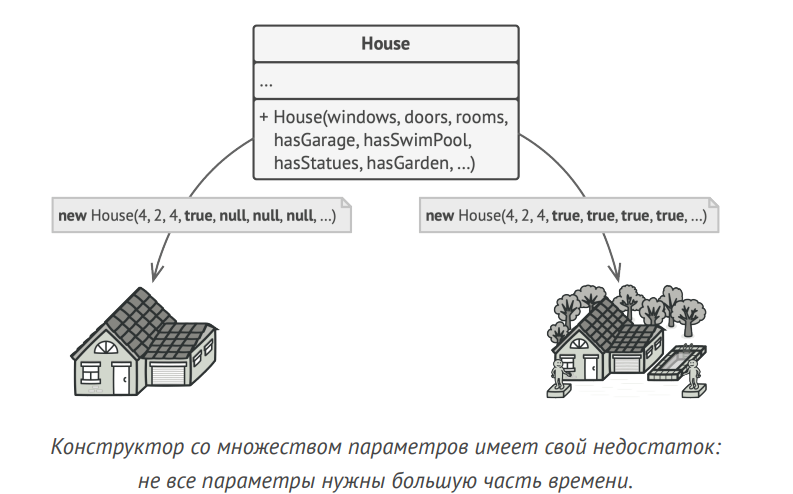 House
...
+ House(windows, doors, rooms,
hasGarage, hasSwimPool,
hasStatues, hasGarden, ...)
new House(4, 2, 4, true, null, null, null, ...)
new House(4, 2, 4, true, true, true, true, ...)
Конструктор со множеством параметров имеет свой недостаток:
не все параметры нужны большую часть времени.